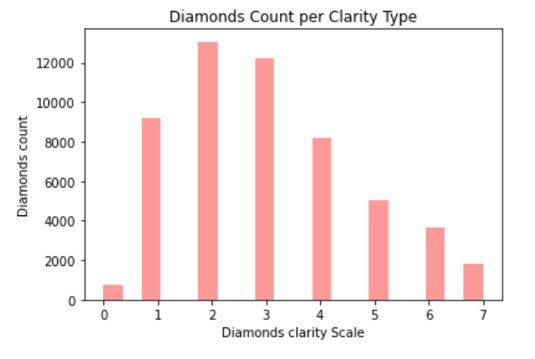 Diamonds Count per Clarity Type
12000
10000
8000
6000
4000
2000
0
Diamonds count
0 1 2 3 4 5 6 7
Diamonds clarity Scale